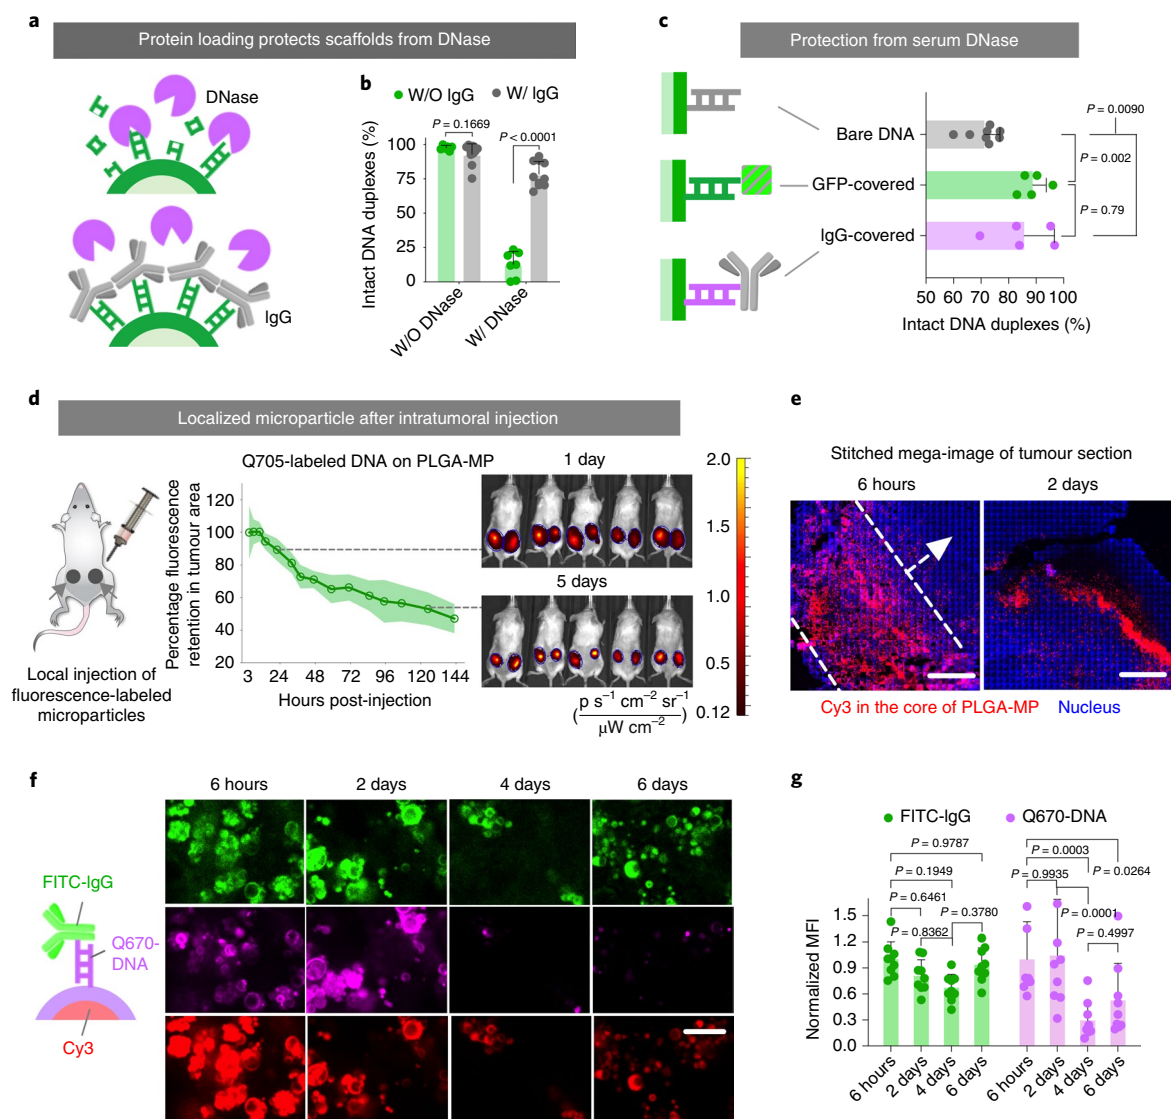 a
Protein loading protects scaffolds from DNase
DNase
IgG
b
W/O IgG
W/ IgG
P = 0.1669
P < 0.0001
Intact DNA duplexes (%)
100
75
50
25
0
W/O DNase
W/ DNase
c
Protection from serum DNase
Bare DNA
GFP-covered
IgG-covered
P = 0.0090
P = 0.002
P = 0.79
50 60 70 80 90 100
Intact DNA duplexes (%)
d
Localized microparticle after intratumoral injection
Local injection of
fluorescence-labeled
microparticles
Q705-labeled DNA on PLGA-MP
Percentage fluorescence
retention in tumour area
120
100
80
60
40
20
3 24 48 72 96 120 144
Hours post-injection
1 day
5 days
2.0
1.5
1.0
0.5
0.12
(p s⁻¹ cm⁻² sr⁻¹
μW cm⁻²)
e
Stitched mega-image of tumour section
6 hours 2 days
Cy3 in the core of PLGA-MP Nucleus
f
6 hours 2 days 4 days 6 days
FITC-IgG
Q670-
DNA
Cy3
g
FITC-IgG Q670-DNA
P = 0.9787
P = 0.1949
P = 0.6461
P = 0.8362
P = 0.3780
P = 0.0003
P = 0.0264
P = 0.9935
P = 0.0001
P = 0.4997
Normalized MFI
1.5
1.2
0.9
0.6
0.3
0.0
6 hours
2 days
4 days
6 days
6 hours
2 days
4 days
6 days